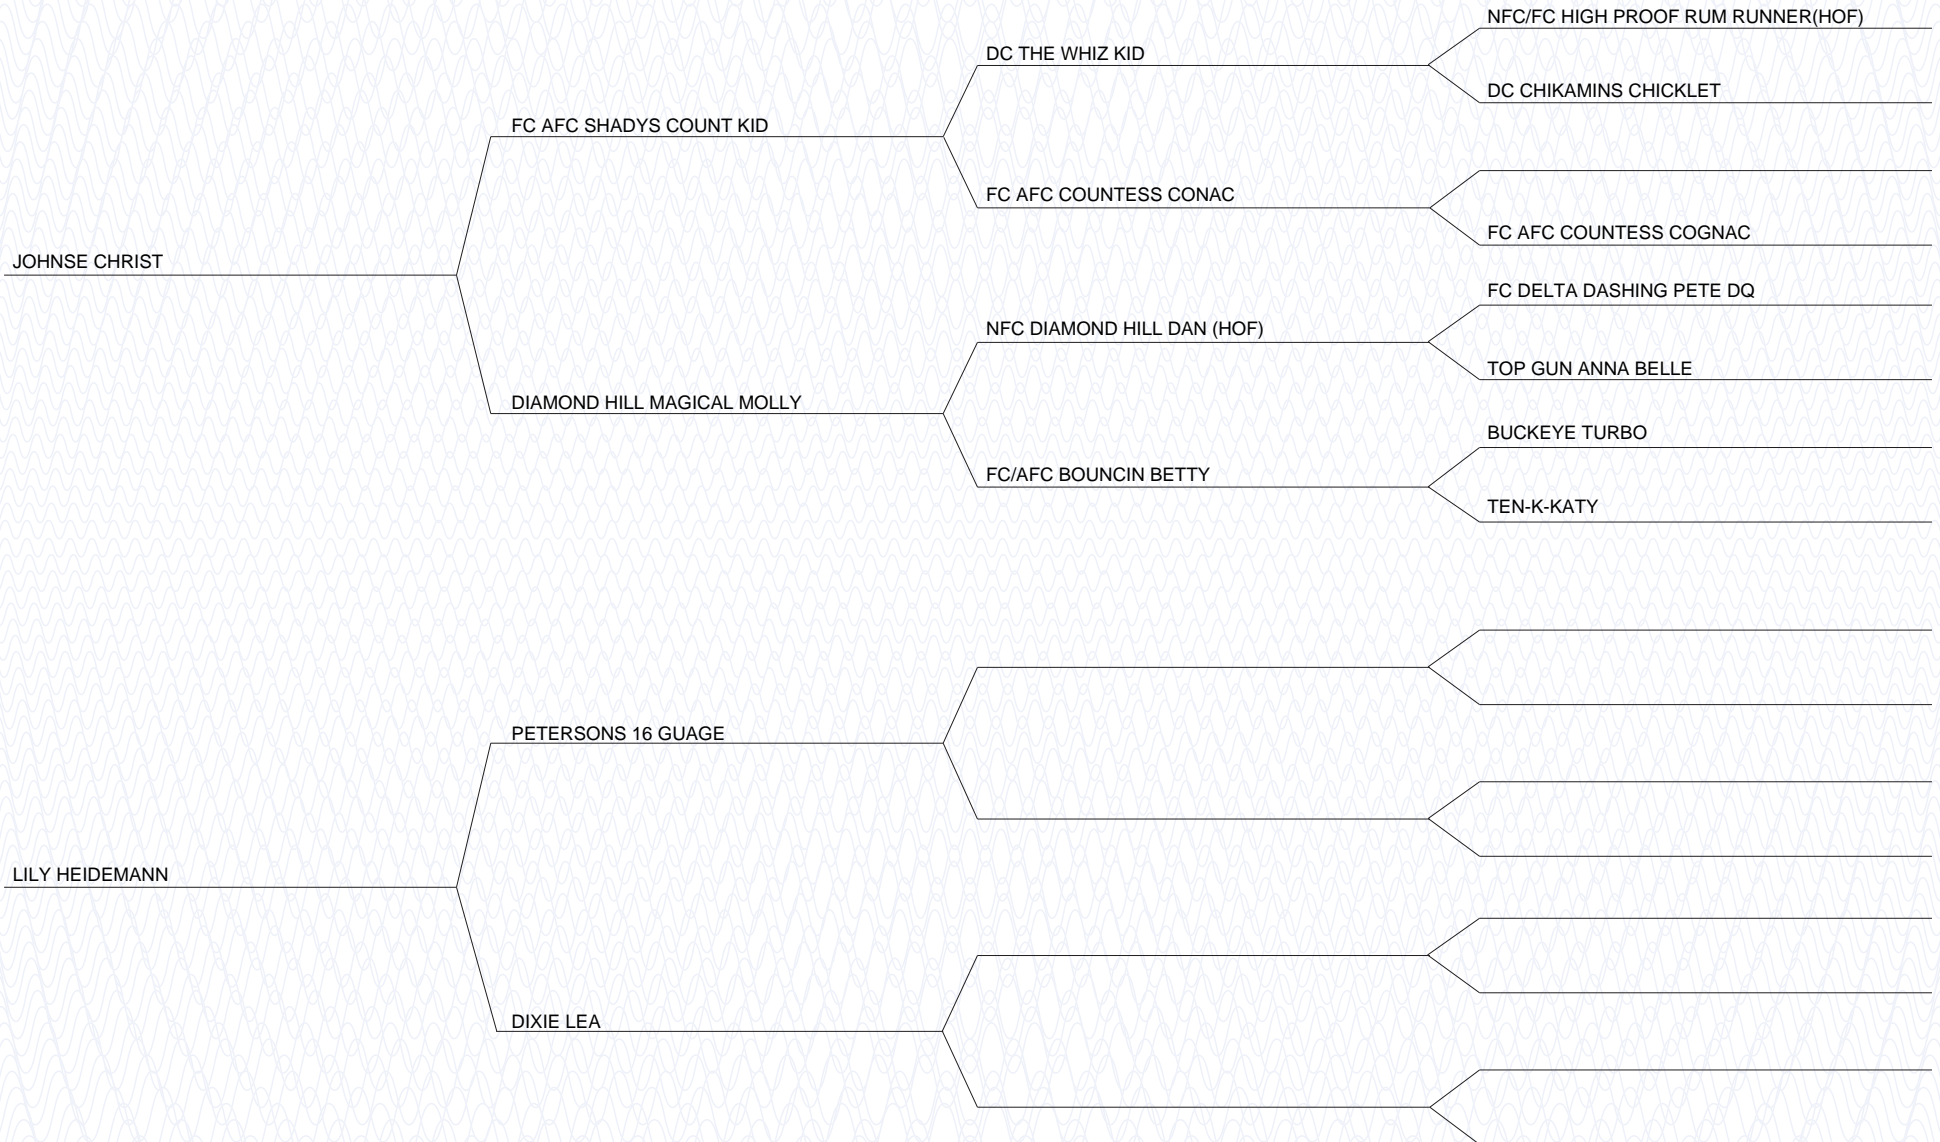 NFC/FC HIGH PROOF RUM RUNNER(HOF)
DC THE WHIZ KID
DC CHIKAMINS CHICKLET
FC AFC SHADYS COUNT KID
FC AFC COUNTESS CONAC
FC AFC COUNTESS COGNAC
JOHNSE CHRIST
FC DELTA DASHING PETE DQ
NFC DIAMOND HILL DAN (HOF)
TOP GUN ANNA BELLE
DIAMOND HILL MAGICAL MOLLY
BUCKEYE TURBO
FC/AFC BOUNCIN BETTY
TEN-K-KATY
PETERSONS 16 GUAGE
LILY HEIDEMANN
DIXIE LEA